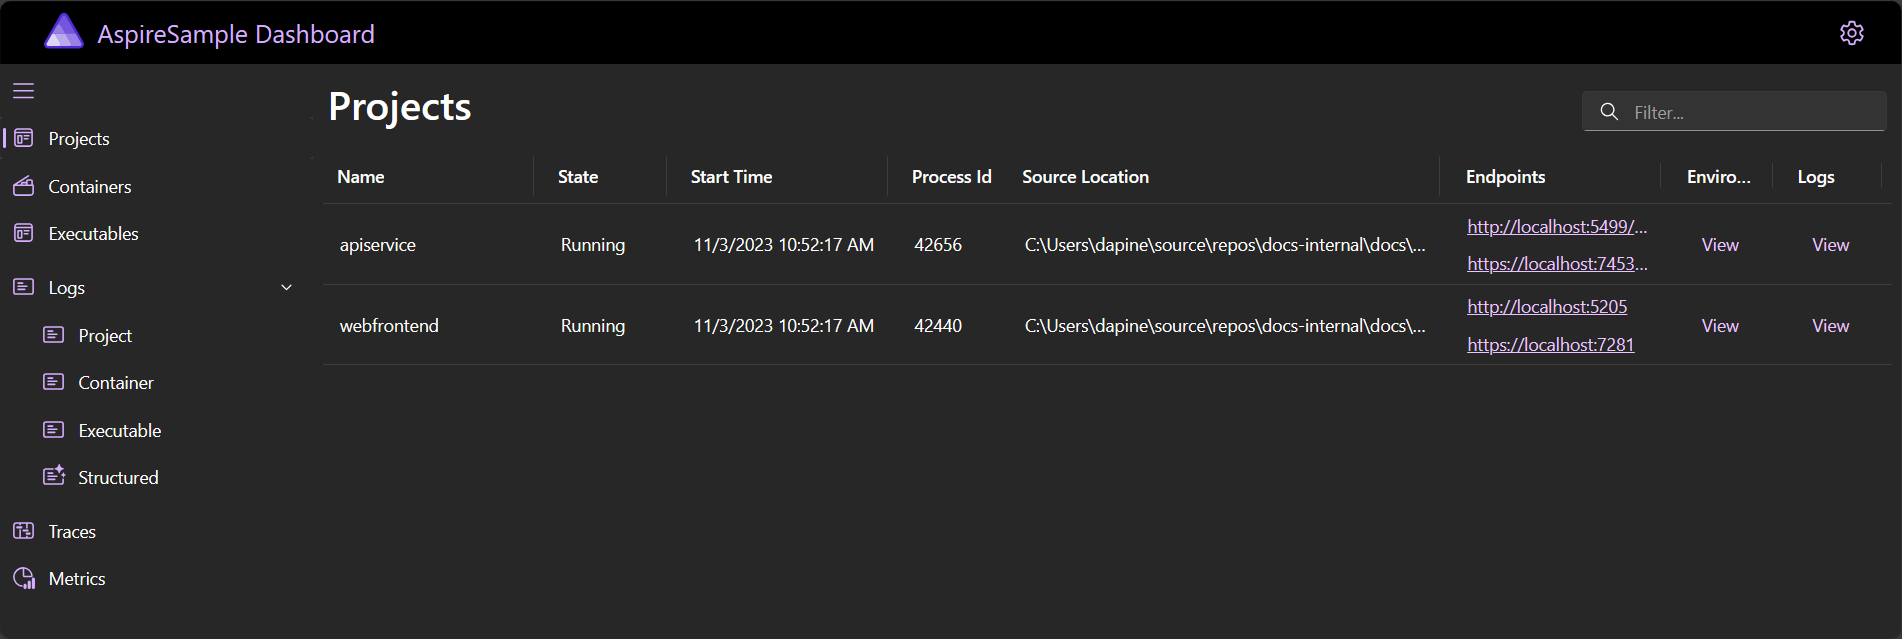 AspireSample Dashboard
Projects
Filter...
Projects
Containers
Executables
Logs
Project
Container
Executable
Structured
Traces
Metrics
Name State Start Time Process Id Source Location Endpoints Enviro... Logs
apiservice Running 11/3/2023 10:52:17 AM 42656 C:\Users\dapine\source\repos\docs-internal\docs\... http://localhost:5499/... View View
https://localhost:7453...
webfrontend Running 11/3/2023 10:52:17 AM 42440 C:\Users\dapine\source\repos\docs-internal\docs\... http://localhost:5205 View View
https://localhost:7281